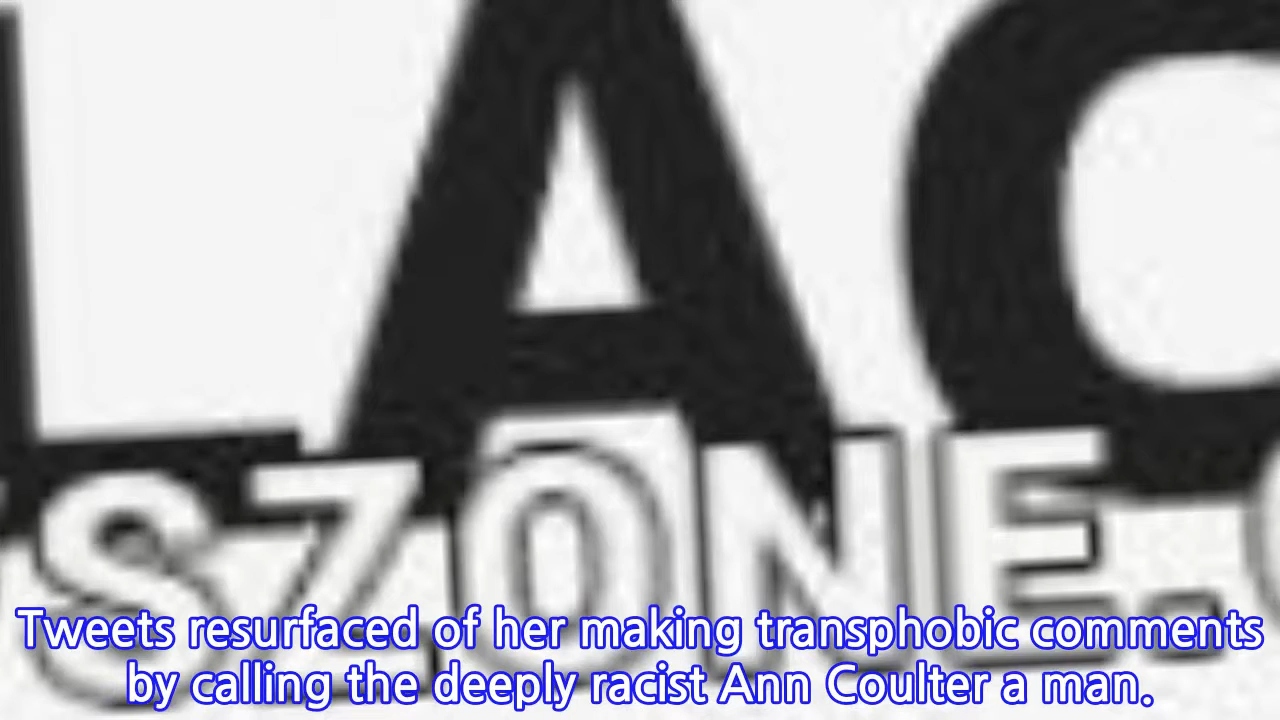 LAC
SZONE.
Tweets resurfaced of her making transphobic comments
by calling the deeply racist Ann Coulter a man.